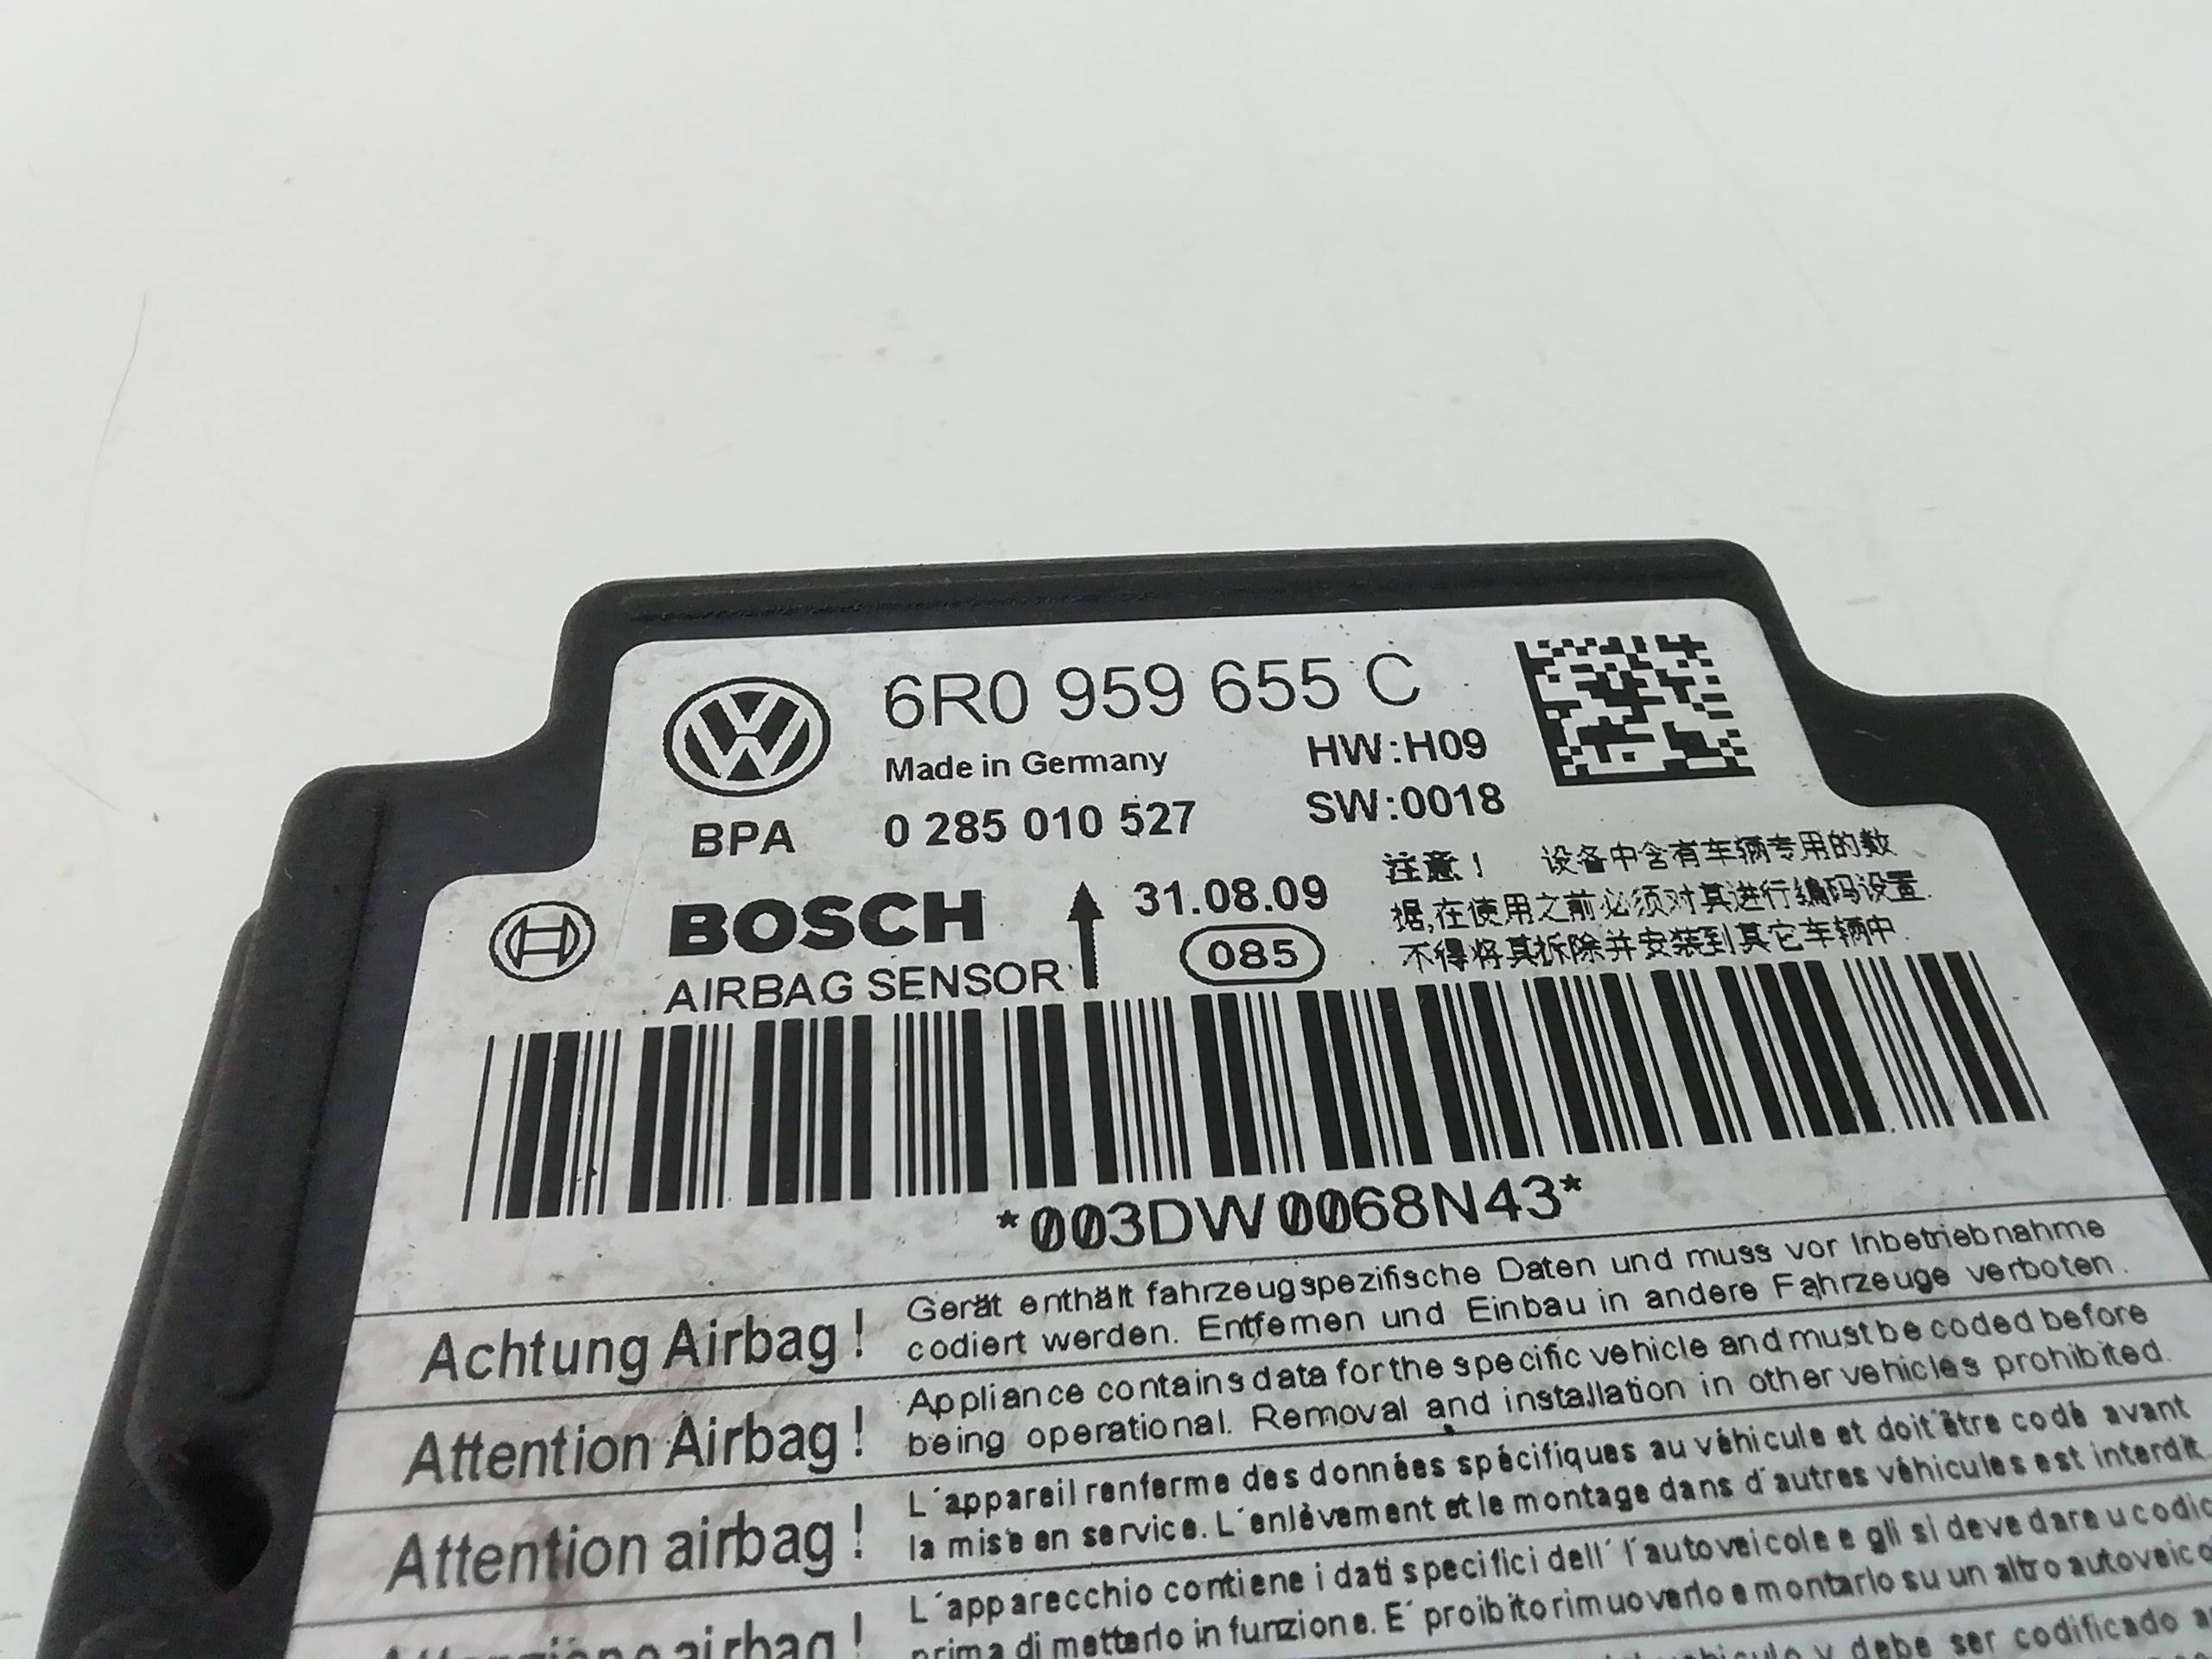 6R0 959 655 C
Made in Germany
HW:H09
BPA
0 285 010 527
SW:0018
BOSCH
31.08.09
AIRBAG SENSOR
085
注意! 设备中含有车辆专用的数
据,在使用之前必须对其进行编码设置.
不得将其拆除并安装到其它车辆中.
*003DW0068N43*
Achtung Airbag!
Gerät enthält fahrzeugspezifische Daten und muss vor Inbetriebnahme
codiert werden. Entfernen und Einbau in andere Fahrzeuge verboten.
Attention Airbag!
Appliance contains data for the specific vehicle and must be coded before
being operational. Removal and installation in other vehicles prohibited.
Attention airbag!
L´appareil renferme des données spécifiques au véhicule et doit être codé avant
la mise en service. L´enlèvement et le montage dans d´autres véhicules est interdit
airbag!
L´apparecchio contiene i dati specifici dell´ l´autoveicolo e gli si deve dare u codic
prima di metterlo in funzione. E´ proibito rimuoverlo e montarlo su un altro autoveico
vehiculo y debe ser codificado a